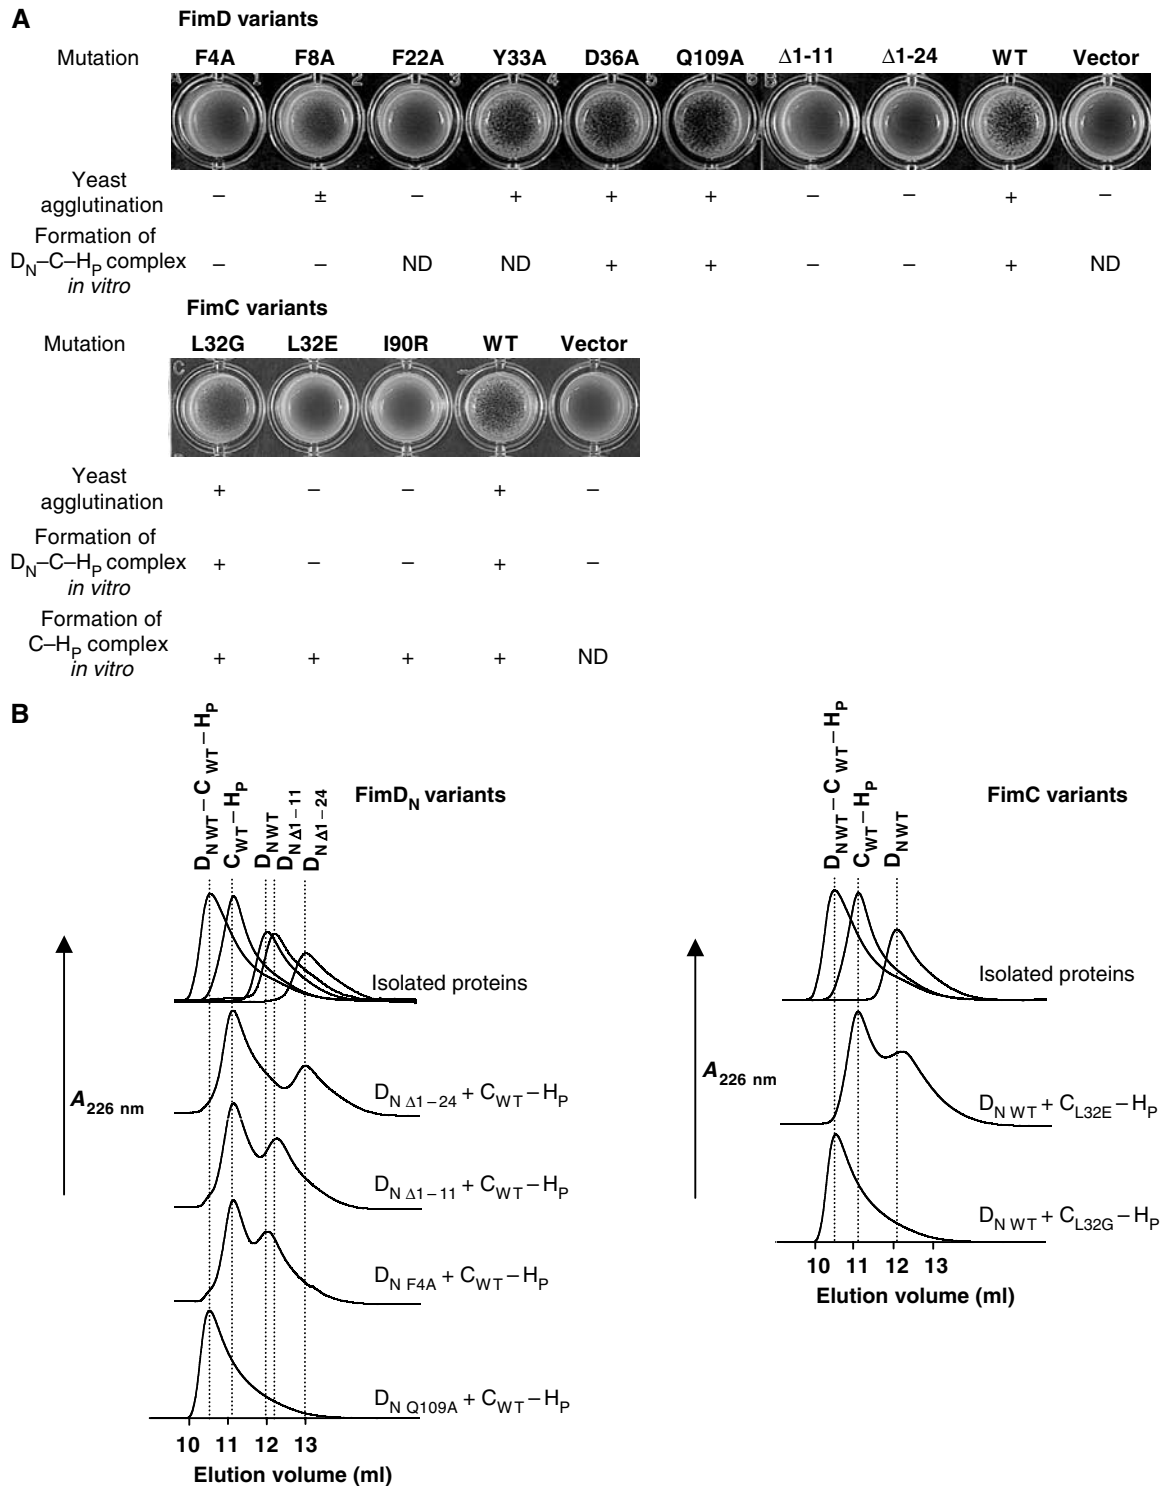 A
FimD variants
Mutation F4A F8A F22A Y33A D36A Q109A Δ1-11 Δ1-24 WT Vector
Yeast agglutination – ± – + + + – – + –
Formation of D_N–C–H_P complex in vitro – – ND ND + + – – + ND
FimC variants
Mutation L32G L32E I90R WT Vector
C
Yeast agglutination + – – + –
Formation of D_N–C–H_P complex in vitro + – – + –
Formation of C–H_P complex in vitro + + + + ND
B
D_N WT–C_WT–H_P
C_WT–H_P
D_N WT
D_N Δ1–11
D_N Δ1–24
FimD_N variants
Isolated proteins
A_226 nm
D_N Δ1–24 + C_WT–H_P
D_N Δ1–11 + C_WT–H_P
D_N F4A + C_WT–H_P
D_N Q109A + C_WT–H_P
10 11 12 13
Elution volume (ml)
D_N WT–C_WT–H_P
C_WT–H_P
D_N WT
FimC variants
Isolated proteins
A_226 nm
D_N WT + C_L32E–H_P
D_N WT + C_L32G–H_P
10 11 12 13
Elution volume (ml)